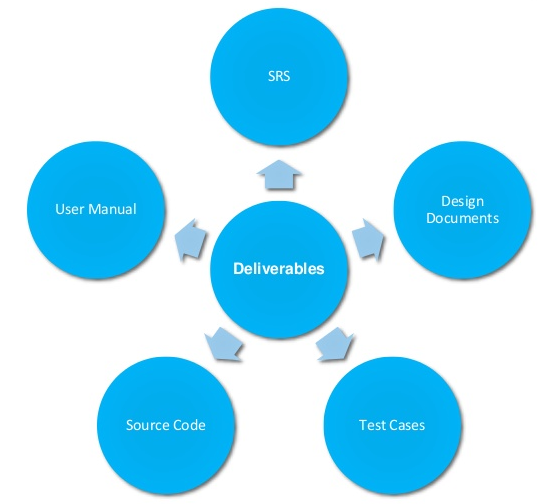 SRS
User Manual
Design
Documents
Deliverables
Source Code
Test Cases